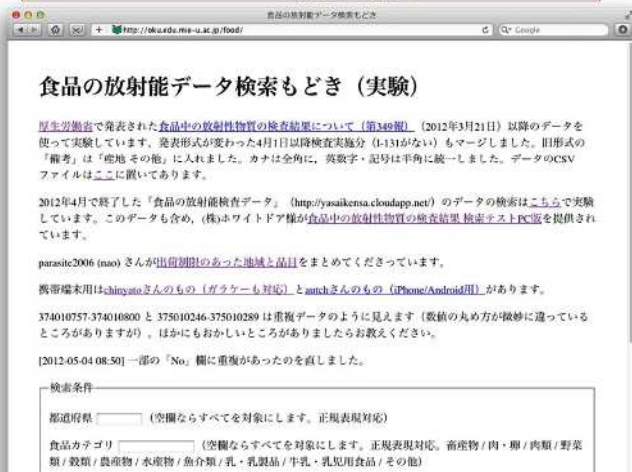 食品の放射能データ検索もどき
http://oku.edu.mie-u.ac.jp/food/
Google
食品の放射能データ検索もどき（実験）
厚生労働省で発表された食品中の放射性物質の検査結果について（第349報）（2012年3月21日）以降のデータを
使って実験しています。発表形式が変わった4月1日以降検査実施分（I-131がない）もマージしました。旧形式の
「備考」は「産地 その他」に入れました。カナは全角に，英数字・記号は半角に統一しました。データのCSV
ファイルはここに置いてあります。
2012年4月で終了した「食品の放射能検査データ」（http://yasaikensa.cloudapp.net/）のデータの検索はこちらで実験
しています。このデータも含め，(株)ホワイトドア様が食品中の放射性物質の検査結果 検索テストPC版を提供され
ています。
parasite2006 (nao) さんが出荷制限のあった地域と品目をまとめてくださっています。
携帯端末用はchinyatoさんのもの（ガラケーも対応）とautchさんのもの（iPhone/Android用）があります。
374010757-374010800 と 375010246-375010289 は重複データのように見えます（数値の丸め方が微妙に違っている
ところがありますが）。ほかにもおかしいところがありましたらお教えください。
[2012-05-04 08:50] 一部の「No」欄に重複があったのを直しました。
検索条件
都道府県 （空欄ならすべてを対象にします。正規表現対応）
食品カテゴリ （空欄ならすべてを対象にします。正規表現対応。畜産物 / 肉・卵 / 肉類 / 野菜
類 / 穀類 / 農産物 / 水産物 / 魚介類 / 乳・乳製品 / 牛乳・乳児用食品 / その他）